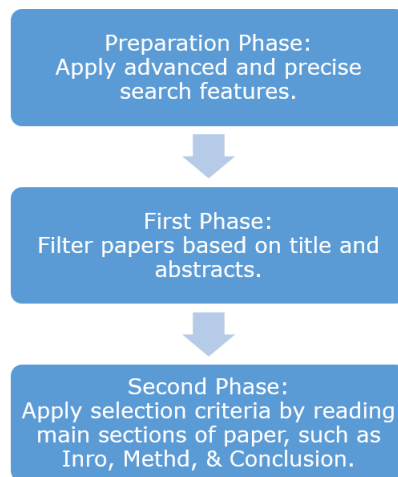 Preparation Phase:
Apply advanced and precise
search features.
First Phase:
Filter papers based on title and
abstracts.
Second Phase:
Apply selection criteria by reading
main sections of paper, such as
Inro, Methd, & Conclusion.